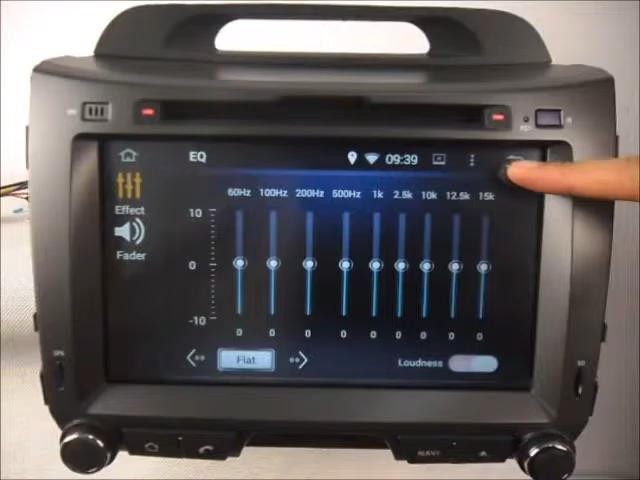 EQ 09:39
60Hz 100Hz 200Hz 500Hz 1k 2.5k 10k 12.5k 15k
Effect
Fader
10
0
-10
0 0 0 0 0 0 0 0 0
Flat
Loudness
NAVI